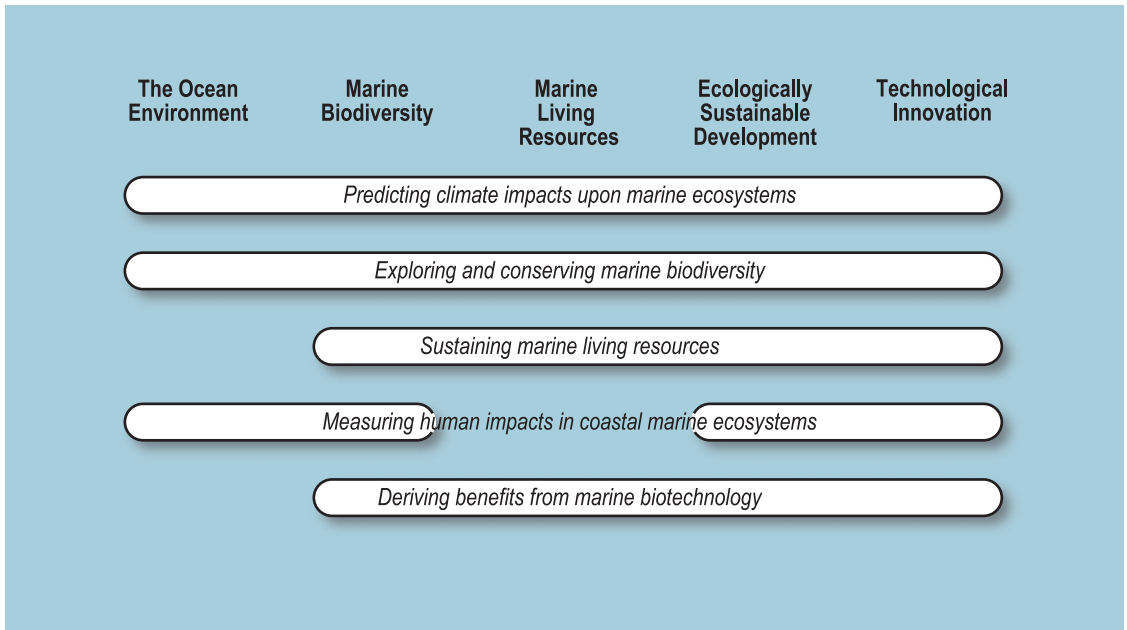 The Ocean
Environment
Marine
Biodiversity
Marine
Living
Resources
Ecologically
Sustainable
Development
Technological
Innovation
Predicting climate impacts upon marine ecosystems
Exploring and conserving marine biodiversity
Sustaining marine living resources
Measuring human impacts in coastal marine ecosystems
Deriving benefits from marine biotechnology